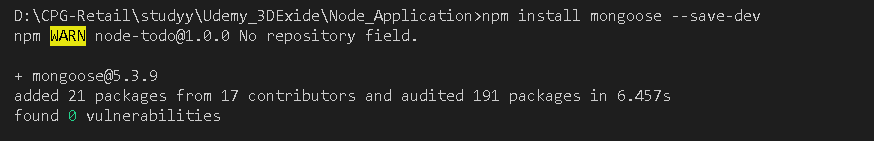 D:\CPG-Retail\studyy\Udemy_3DExide\Node_Application>npm install mongoose --save-dev
npm WARN node-todo@1.0.0 No repository field.
+ mongoose@5.3.9
added 21 packages from 17 contributors and audited 191 packages in 6.457s
found 0 vulnerabilities